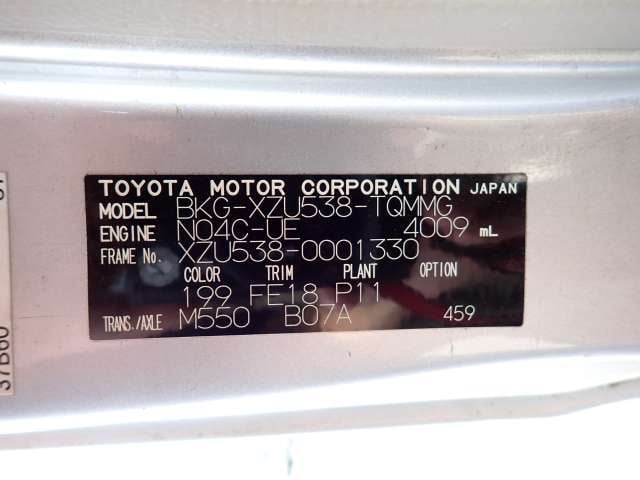 TOYOTA MOTOR CORPORATION JAPAN
MODEL BKG-XZU538-TQMMG
ENGINE N04C-UE 4009 mL
FRAME No. XZU538-0001330
COLOR TRIM PLANT OPTION
199 FE18 P11
TRANS./AXLE M550 B07A 459
37B60